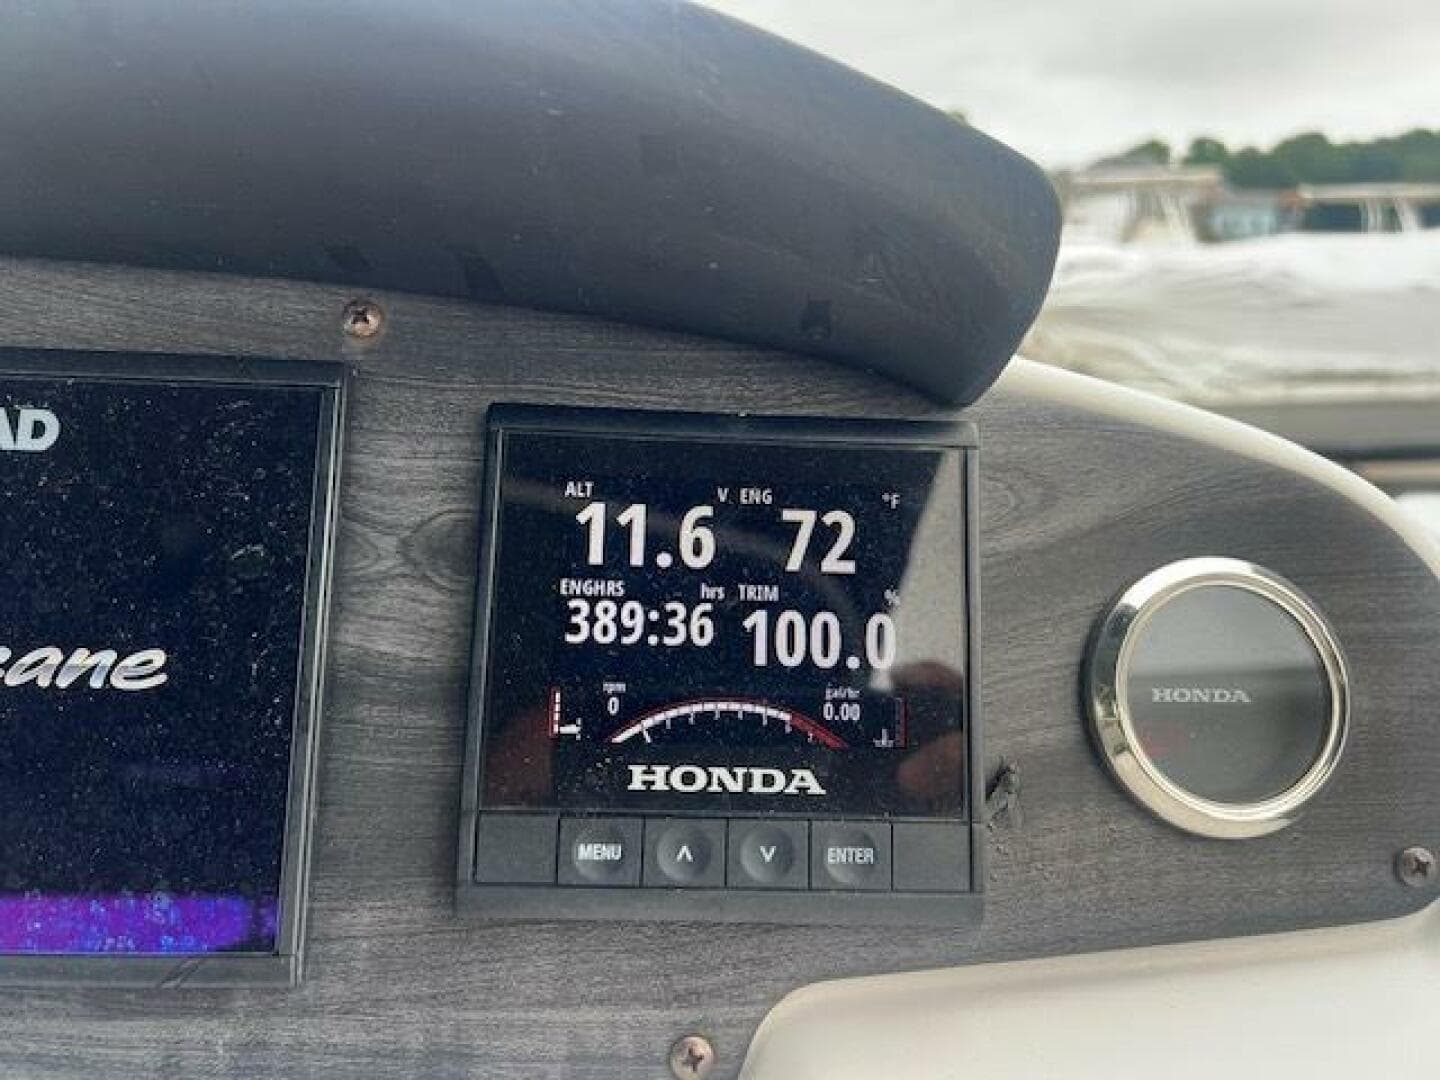 AD
cane
ALT V ENG °F
11.6 72
ENGHRS hrs TRIM %
389:36 100.0
rpm gal/hr
0 0.00
HONDA
MENU ENTER
HONDA